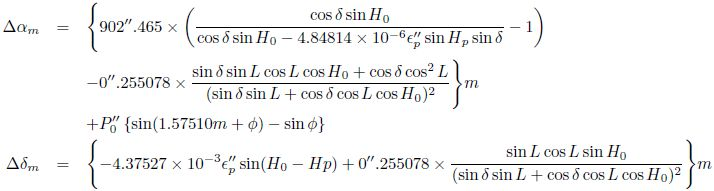 Δα_m = { 902″.465 × ( \frac{cos δ sin H_0}{cos δ sin H_0 − 4.84814 × 10^{−6} ε″_p sin H_p sin δ} − 1 )
−0″.255078 × \frac{sin δ sin L cos L cos H_0 + cos δ cos^2 L}{(sin δ sin L + cos δ cos L cos H_0)^2} } m
+P″_0 {sin(1.57510m + φ) − sin φ}
Δδ_m = { −4.37527 × 10^{−3} ε″_p sin(H_0 − Hp) + 0″.255078 × \frac{sin L cos L sin H_0}{(sin δ sin L + cos δ cos L cos H_0)^2} } m